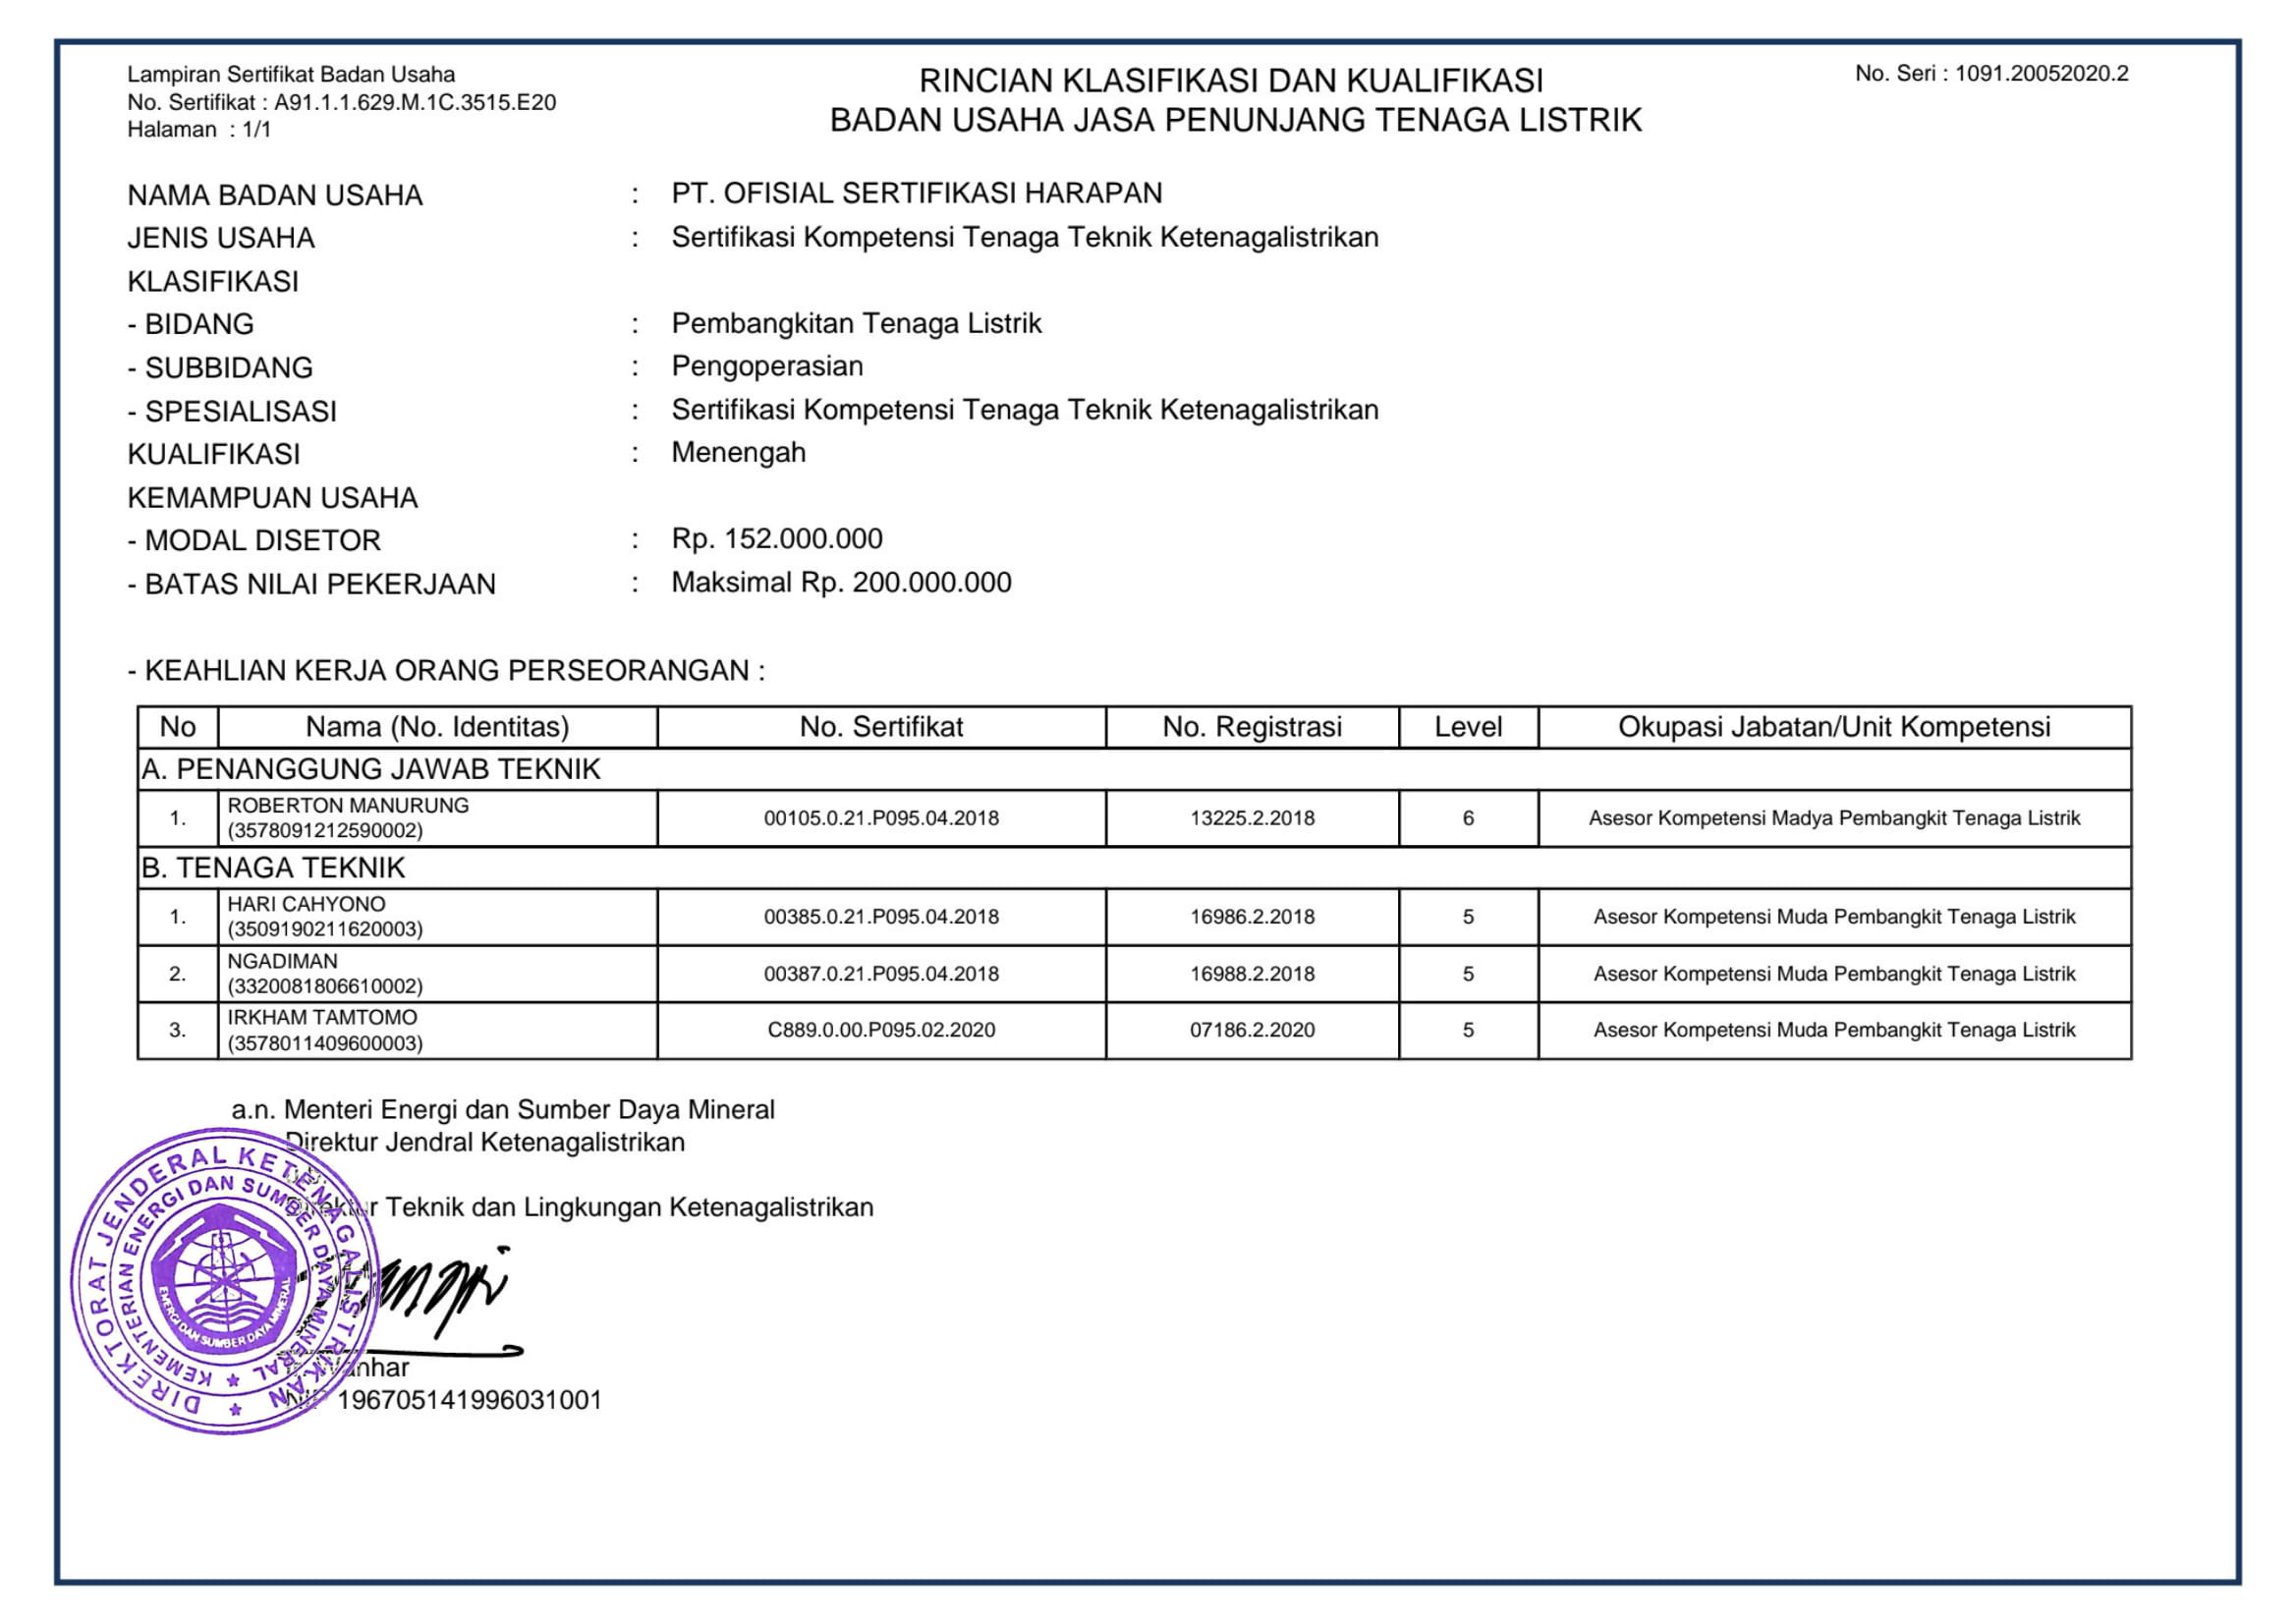 Lampiran Sertifikat Badan Usaha
No. Sertifikat : A91.1.1.629.M.1C.3515.E20
Halaman : 1/1
RINCIAN KLASIFIKASI DAN KUALIFIKASI
BADAN USAHA JASA PENUNJANG TENAGA LISTRIK
No. Seri : 1091.20052020.2
NAMA BADAN USAHA : PT. OFISIAL SERTIFIKASI HARAPAN
JENIS USAHA : Sertifikasi Kompetensi Tenaga Teknik Ketenagalistrikan
KLASIFIKASI
- BIDANG : Pembangkitan Tenaga Listrik
- SUBBIDANG : Pengoperasian
- SPESIALISASI : Sertifikasi Kompetensi Tenaga Teknik Ketenagalistrikan
KUALIFIKASI : Menengah
KEMAMPUAN USAHA
- MODAL DISETOR : Rp. 152.000.000
- BATAS NILAI PEKERJAAN : Maksimal Rp. 200.000.000
- KEAHLIAN KERJA ORANG PERSEORANGAN :
No Nama (No. Identitas) No. Sertifikat No. Registrasi Level Okupasi Jabatan/Unit Kompetensi
A. PENANGGUNG JAWAB TEKNIK
1. ROBERTON MANURUNG 00105.0.21.P095.04.2018 13225.2.2018 6 Asesor Kompetensi Madya Pembangkit Tenaga Listrik
(3578091212590002)
B. TENAGA TEKNIK
1. HARI CAHYONO 00385.0.21.P095.04.2018 16986.2.2018 5 Asesor Kompetensi Muda Pembangkit Tenaga Listrik
(3509190211620003)
2. NGADIMAN 00387.0.21.P095.04.2018 16988.2.2018 5 Asesor Kompetensi Muda Pembangkit Tenaga Listrik
(3320081806610002)
3. IRKHAM TAMTOMO C889.0.00.P095.02.2020 07186.2.2020 5 Asesor Kompetensi Muda Pembangkit Tenaga Listrik
(3578011409600003)
a.n. Menteri Energi dan Sumber Daya Mineral
Direktur Jendral Ketenagalistrikan
Direktur Teknik dan Lingkungan Ketenagalistrikan
NIP 196705141996031001
DIREKTORAT JENDERAL KETENAGALISTRIKAN
KEMENTERIAN ENERGI DAN SUMBER DAYA MINERAL
ENERGI DAN SUMBER DAYA MINERAL